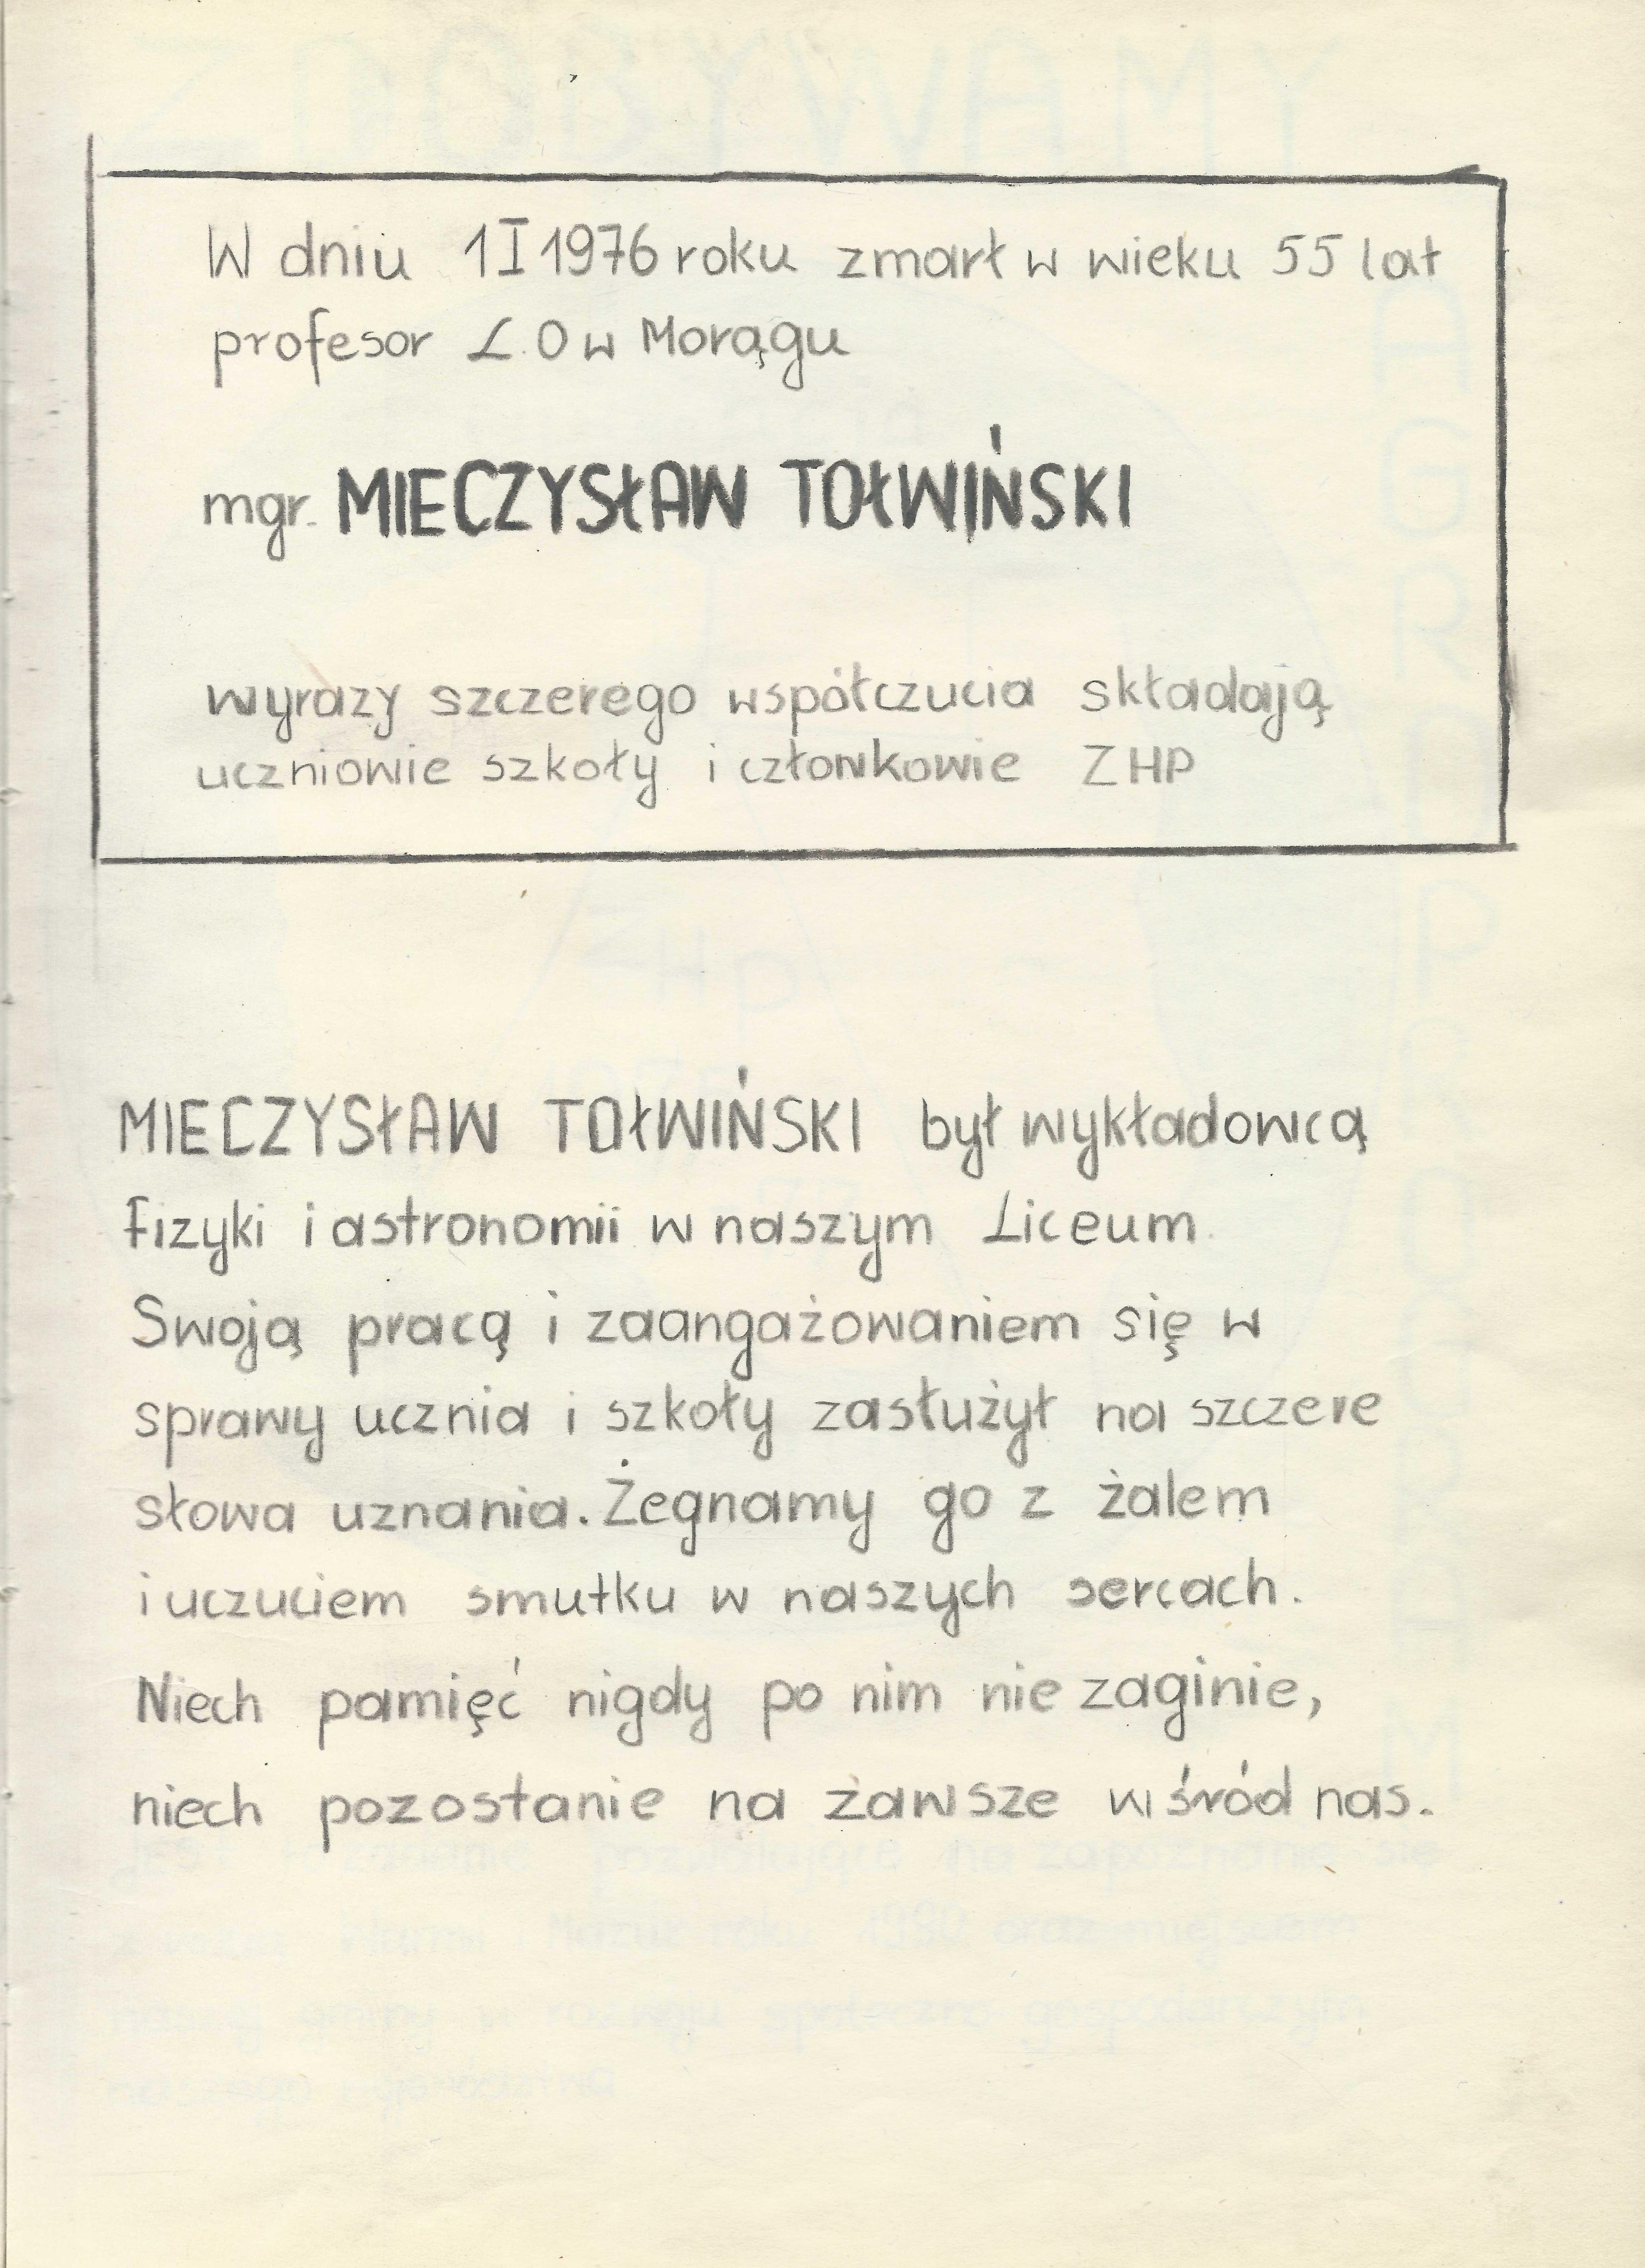 W dniu 1 I 1976 roku zmarł w wieku 55 lat
profesor L.O w Morągu
mgr. MIECZYSŁAW TOŁWIŃSKI
wyrazy szczerego współczucia składają
uczniowie szkoły i członkowie ZHP
MIECZYSŁAW TOŁWIŃSKI był wykładowcą
fizyki i astronomii w naszym Liceum.
Swoją pracą i zaangażowaniem się w
sprawy ucznia i szkoły zasłużył na szczere
słowa uznania. Żegnamy go z żalem
i uczuciem smutku w naszych sercach.
Niech pamięć nigdy po nim nie zaginie,
niech pozostanie na zawsze wśród nas.